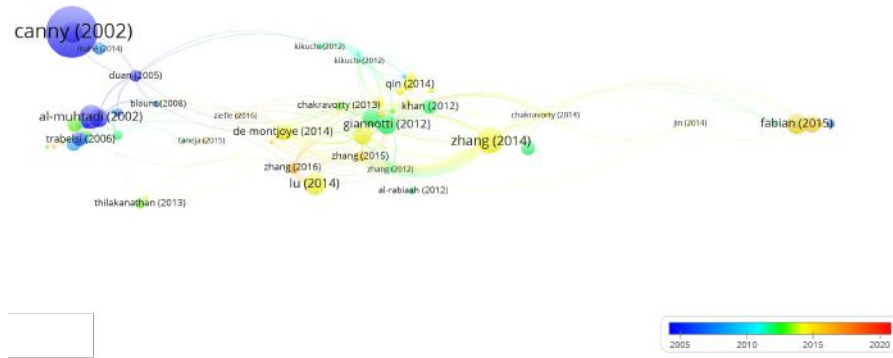 canny (2002)
kikuchi (2012)
duan (2005)
kikuchi (2012)
qin (2014)
blount (2008)
chakravorty (2013)
khan (2012)
al-muhtadi (2002)
ziefle (2016)
chakravorty (2014)
giannotti (2012)
jin (2014)
fabian (2015)
de montjoye (2014)
trabelsi (2006)
taneja (2015)
zhang (2014)
zhang (2015)
zhang (2016)
zhang (2012)
lu (2014)
al-rabiaah (2012)
thilakanathan (2013)
2005 2010 2015 2020